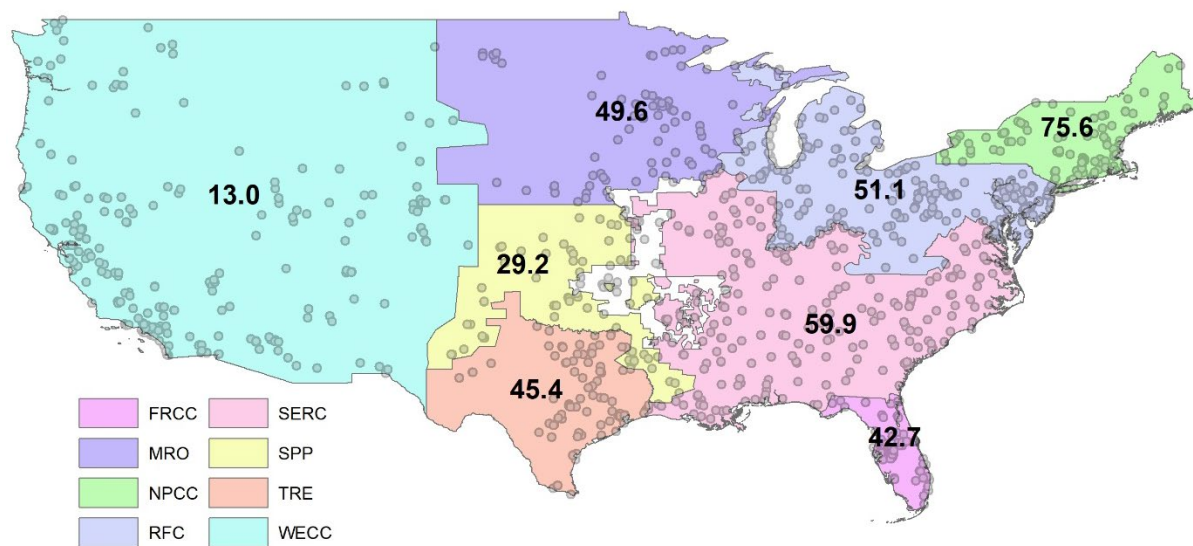 49.6
75.6
13.0
51.1
29.2
59.9
45.4
42.7
FRCC SERC
MRO SPP
NPCC TRE
RFC WECC